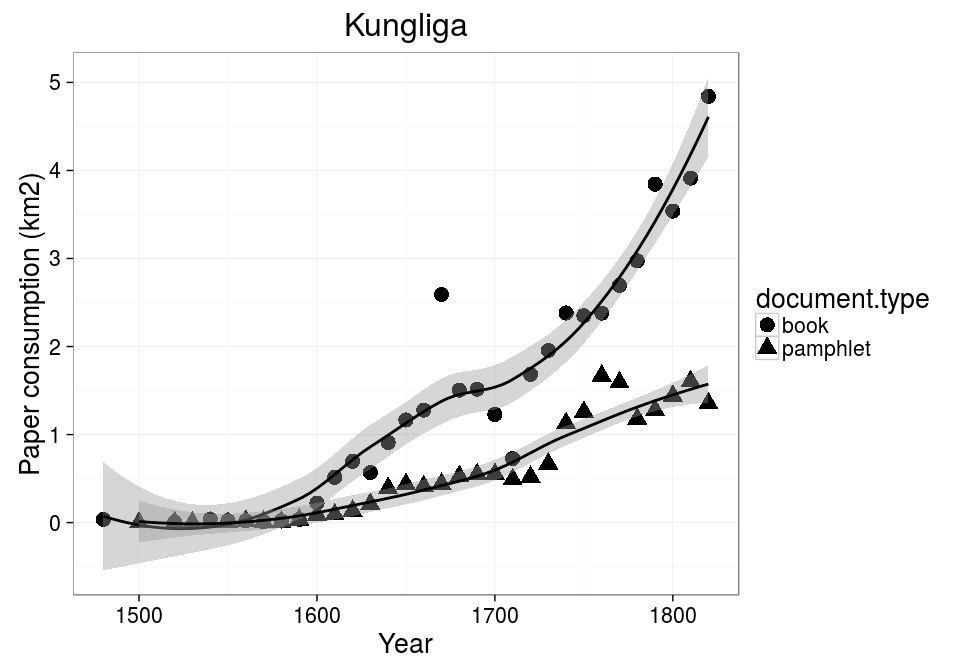 Kungliga
Paper consumption (km2)
5
4
3
2
1
0
1500 1600 1700 1800
Year
document.type
book
pamphlet